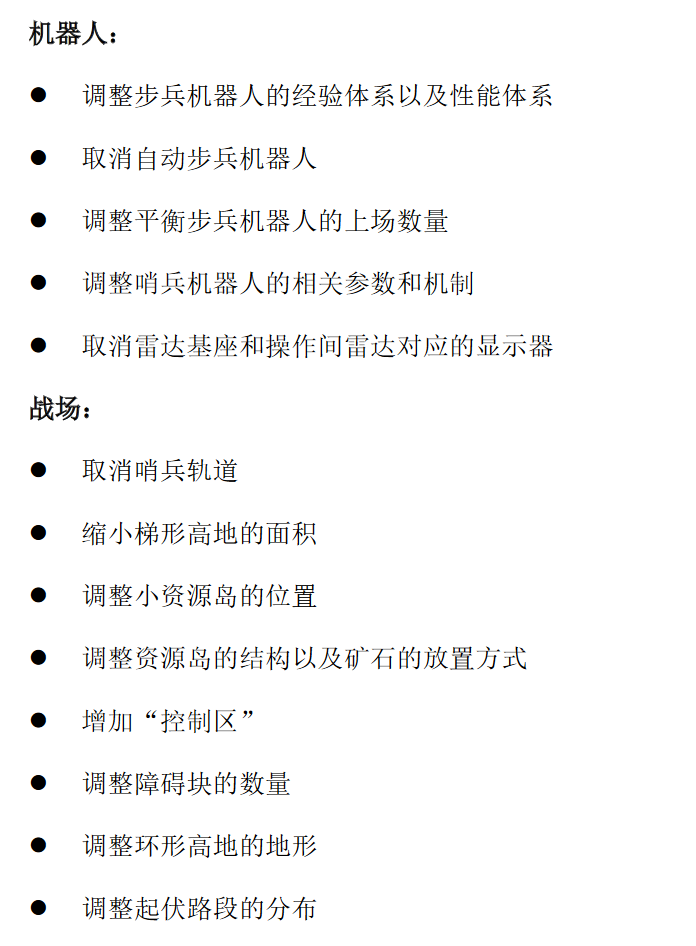 机器人：
● 调整步兵机器人的经验体系以及性能体系
● 取消自动步兵机器人
● 调整平衡步兵机器人的上场数量
● 调整哨兵机器人的相关参数和机制
● 取消雷达基座和操作间雷达对应的显示器
战场：
● 取消哨兵轨道
● 缩小梯形高地的面积
● 调整小资源岛的位置
● 调整资源岛的结构以及矿石的放置方式
● 增加“控制区”
● 调整障碍块的数量
● 调整环形高地的地形
● 调整起伏路段的分布